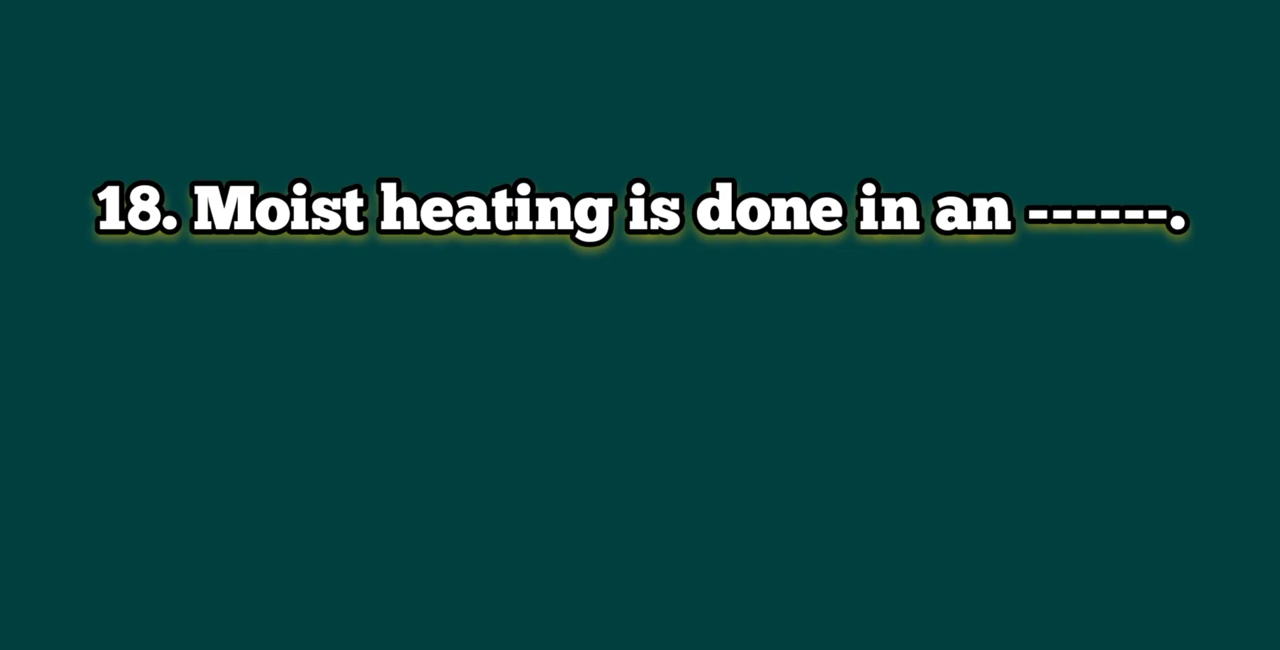 18. Moist heating is done in an ------.